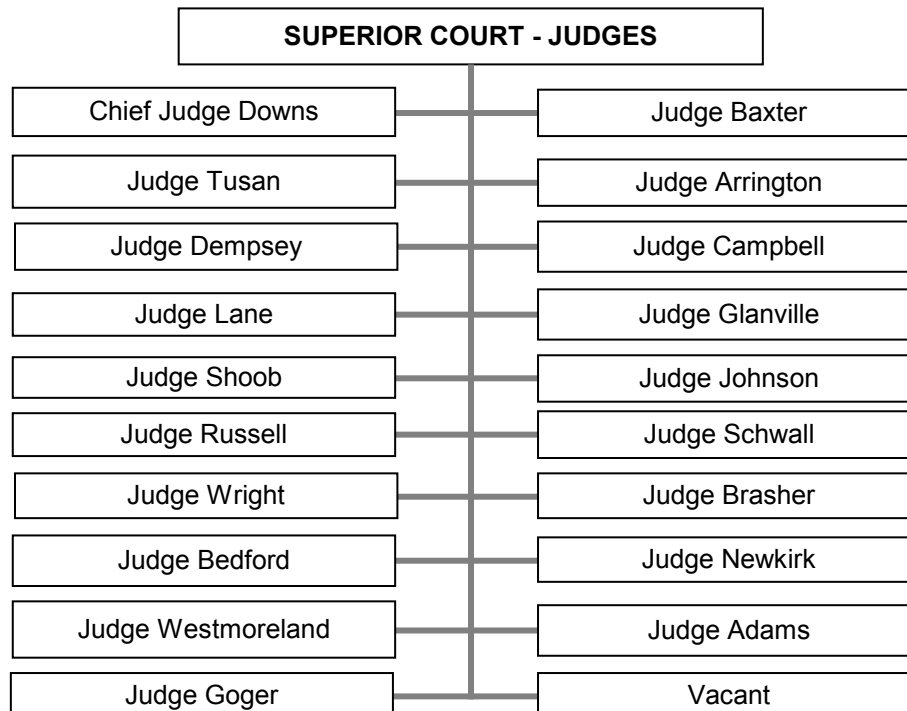 SUPERIOR COURT - JUDGES
Chief Judge Downs
Judge Baxter
Judge Tusan
Judge Arrington
Judge Dempsey
Judge Campbell
Judge Lane
Judge Glanville
Judge Shoob
Judge Johnson
Judge Russell
Judge Schwall
Judge Wright
Judge Brasher
Judge Bedford
Judge Newkirk
Judge Westmoreland
Judge Adams
Judge Goger
Vacant